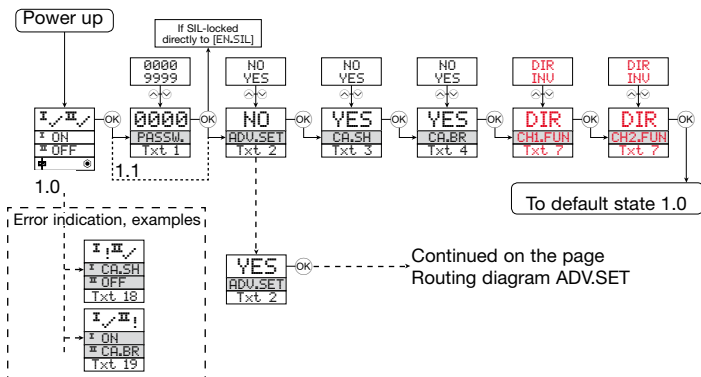 Power up
If SIL-locked
directly to [EN.SIL]
0000
9999
NO
YES
NO
YES
NO
YES
DIR
INV
DIR
INV
I / II /
I ON
II OFF
OK
0000
PASSW.
Txt 1
OK
NO
ADV.SET
Txt 2
OK
YES
CA.SH
Txt 3
OK
YES
CA.BR
Txt 4
OK
DIR
CH1.FUN
Txt 7
OK
DIR
CH2.FUN
Txt 7
OK
1.0
1.1
To default state 1.0
Error indication, examples
I ! II /
I CA.SH
II OFF
Txt 18
I / II !
I ON
II CA.BR
Txt 19
YES
ADV.SET
Txt 2
OK
Continued on the page
Routing diagram ADV.SET